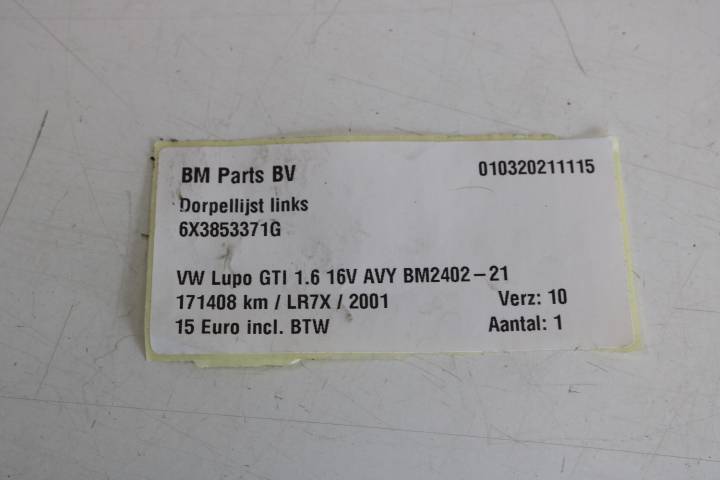 BM Parts BV 010320211115
Dorpellijst links
6X3853371G
VW Lupo GTI 1.6 16V AVY BM2402-21
171408 km / LR7X / 2001 Verz: 10
15 Euro incl. BTW Aantal: 1